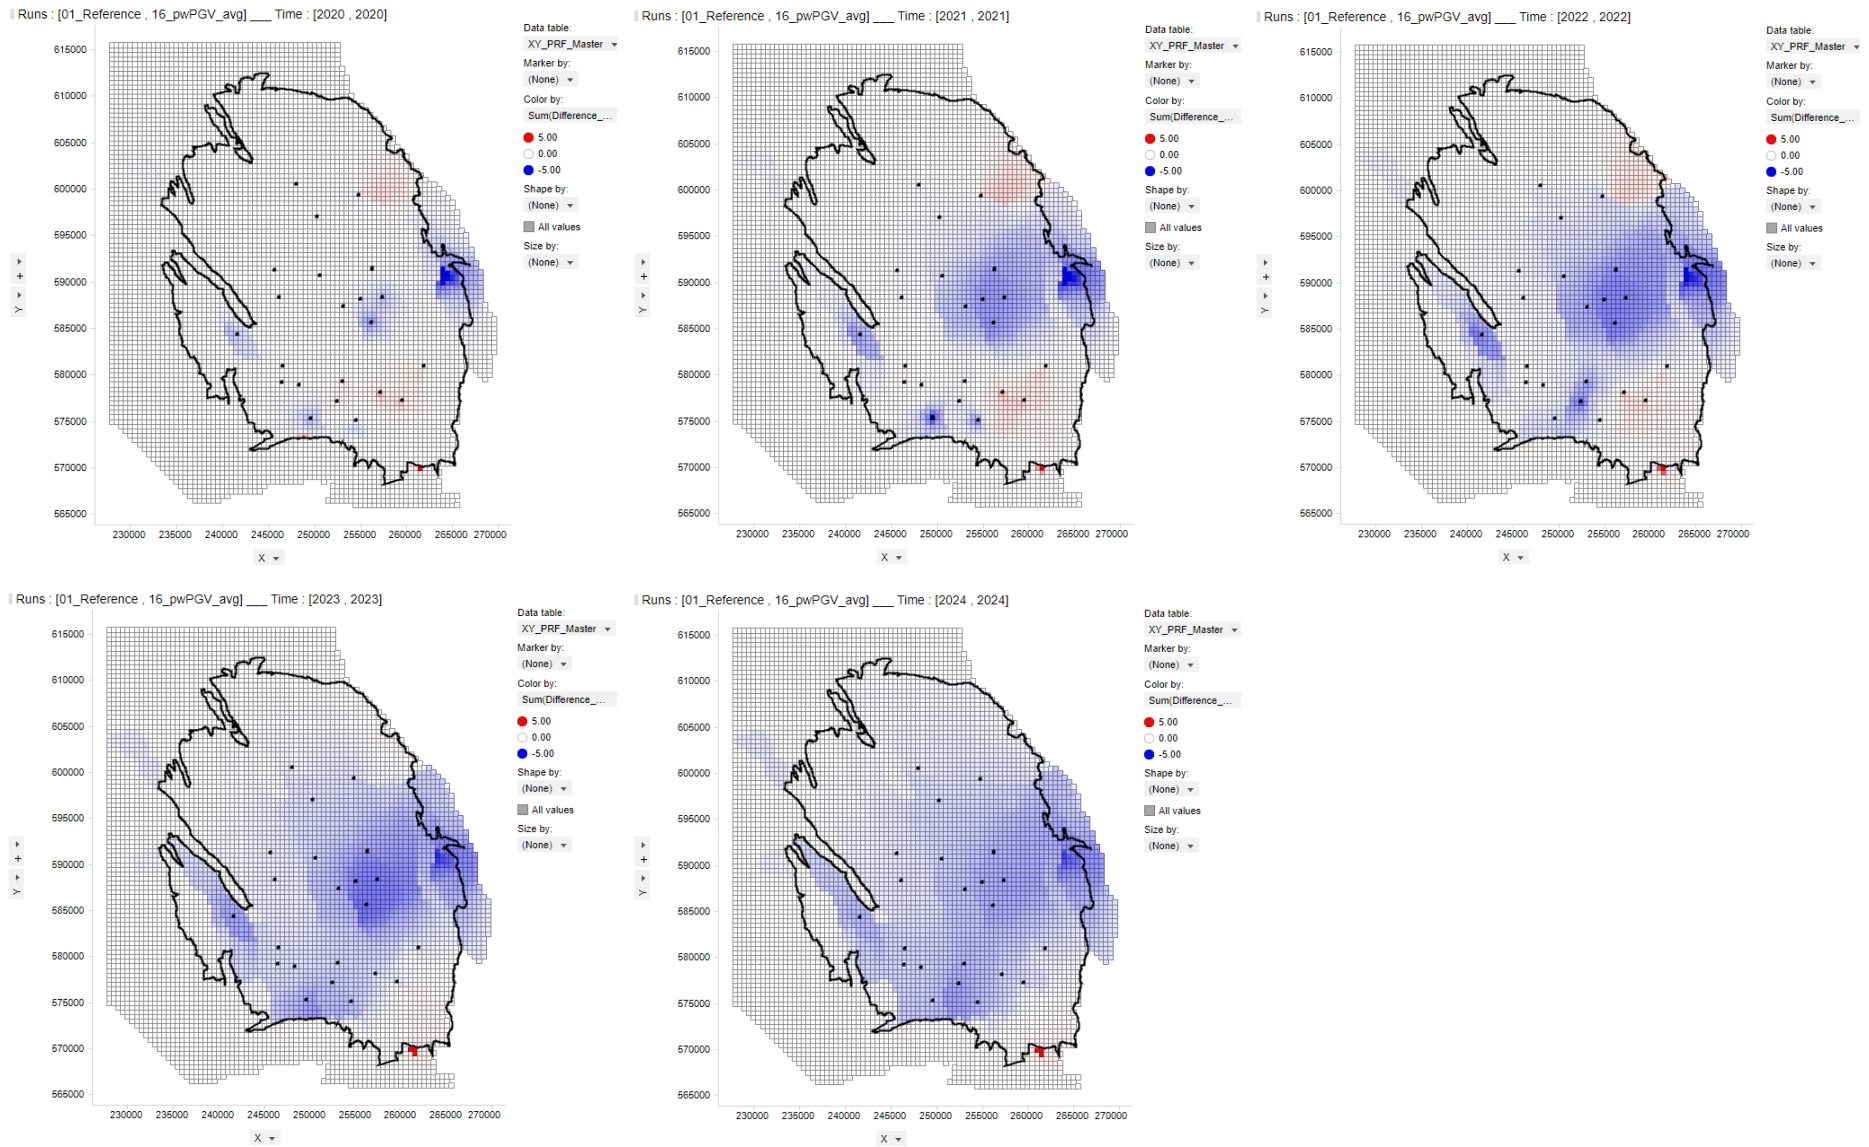 Runs : [01_Reference , 16_pwPGV_avg] ___ Time : [2020 , 2020]
615000
610000
605000
600000
595000
590000
585000
580000
575000
570000
565000
230000 235000 240000 245000 250000 255000 260000 265000 270000
X
Y
+
Data table:
XY_PRF_Master
Marker by:
(None)
Color by:
Sum(Difference_...
5.00
0.00
-5.00
Shape by:
(None)
All values
Size by:
(None)
Runs : [01_Reference , 16_pwPGV_avg] ___ Time : [2021 , 2021]
615000
610000
605000
600000
595000
590000
585000
580000
575000
570000
565000
230000 235000 240000 245000 250000 255000 260000 265000 270000
X
Y
+
Data table:
XY_PRF_Master
Marker by:
(None)
Color by:
Sum(Difference_...
5.00
0.00
-5.00
Shape by:
(None)
All values
Size by:
(None)
Runs : [01_Reference , 16_pwPGV_avg] ___ Time : [2022 , 2022]
615000
610000
605000
600000
595000
590000
585000
580000
575000
570000
565000
230000 235000 240000 245000 250000 255000 260000 265000 270000
X
Y
+
Data table:
XY_PRF_Master
Marker by:
(None)
Color by:
Sum(Difference_...
5.00
0.00
-5.00
Shape by:
(None)
All values
Size by:
(None)
Runs : [01_Reference , 16_pwPGV_avg] ___ Time : [2023 , 2023]
615000
610000
605000
600000
595000
590000
585000
580000
575000
570000
565000
230000 235000 240000 245000 250000 255000 260000 265000 270000
X
Y
+
Data table:
XY_PRF_Master
Marker by:
(None)
Color by:
Sum(Difference_...
5.00
0.00
-5.00
Shape by:
(None)
All values
Size by:
(None)
Runs : [01_Reference , 16_pwPGV_avg] ___ Time : [2024 , 2024]
615000
610000
605000
600000
595000
590000
585000
580000
575000
570000
565000
230000 235000 240000 245000 250000 255000 260000 265000 270000
X
Y
+
Data table:
XY_PRF_Master
Marker by:
(None)
Color by:
Sum(Difference_...
5.00
0.00
-5.00
Shape by:
(None)
All values
Size by:
(None)